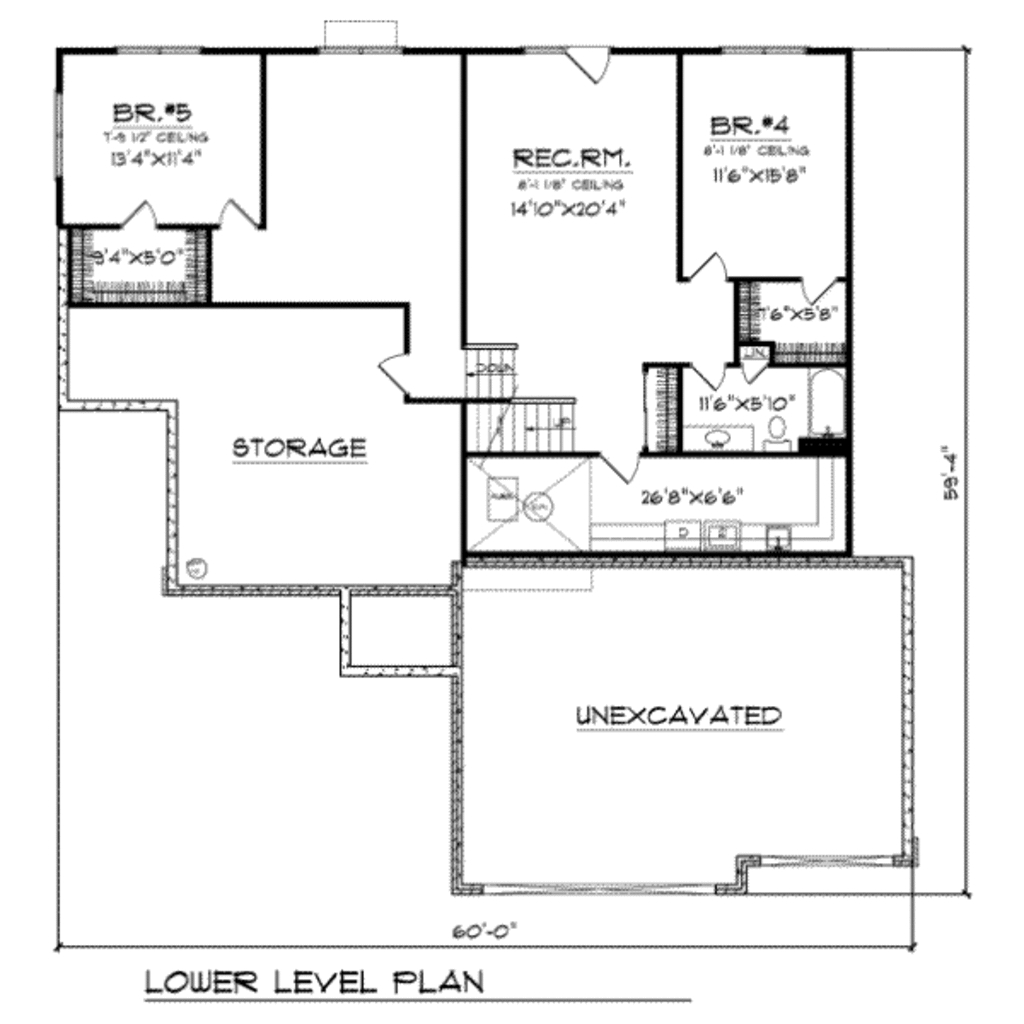 BR.#5
7'-9 1/2" CEILING
13'4"X11'4"
9'4"X5'0"
REC.RM.
8'-1 1/8" CEILING
14'10"X20'4"
BR.#4
8'-1 1/8" CEILING
11'6"X15'8"
7'6"X5'8"
LIN.
11'6"X5'10"
DOWN
UP
STORAGE
26'8"X6'6"
D
UNEXCAVATED
59'-4"
60'-0"
LOWER LEVEL PLAN